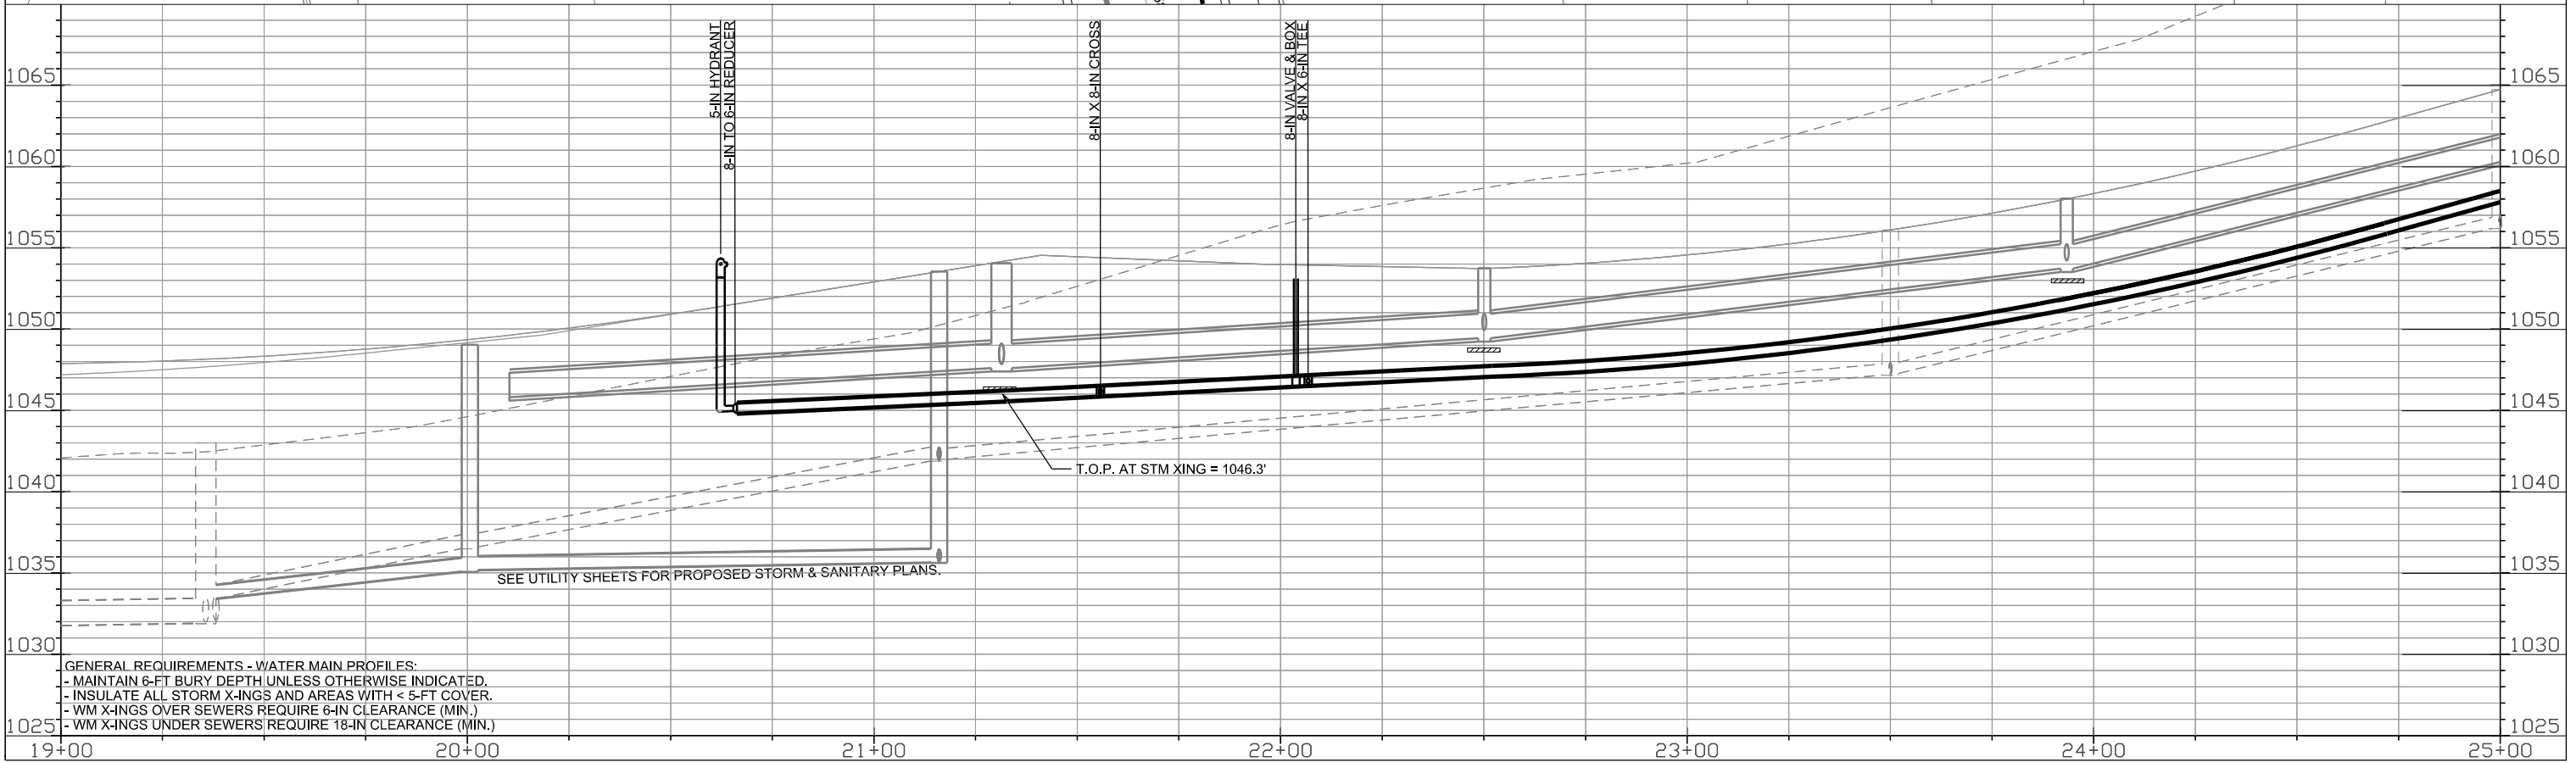 5-IN HYDRANT
8-IN TO 6-IN REDUCER
8-IN X 8-IN CROSS
8-IN VALVE & BOX
8-IN X 6-IN TEE
1065
1065
1060
1060
1055
1055
1050
1050
1045
1045
T.O.P. AT STM XING = 1046.3'
1040
1040
1035
1035
SEE UTILITY SHEETS FOR PROPOSED STORM & SANITARY PLANS.
1030
1030
GENERAL REQUIREMENTS - WATER MAIN PROFILES:
- MAINTAIN 6-FT BURY DEPTH UNLESS OTHERWISE INDICATED.
- INSULATE ALL STORM X-INGS AND AREAS WITH < 5-FT COVER.
- WM X-INGS OVER SEWERS REQUIRE 6-IN CLEARANCE (MIN.)
- WM X-INGS UNDER SEWERS REQUIRE 18-IN CLEARANCE (MIN.)
1025
1025
19+00
20+00
21+00
22+00
23+00
24+00
25+00